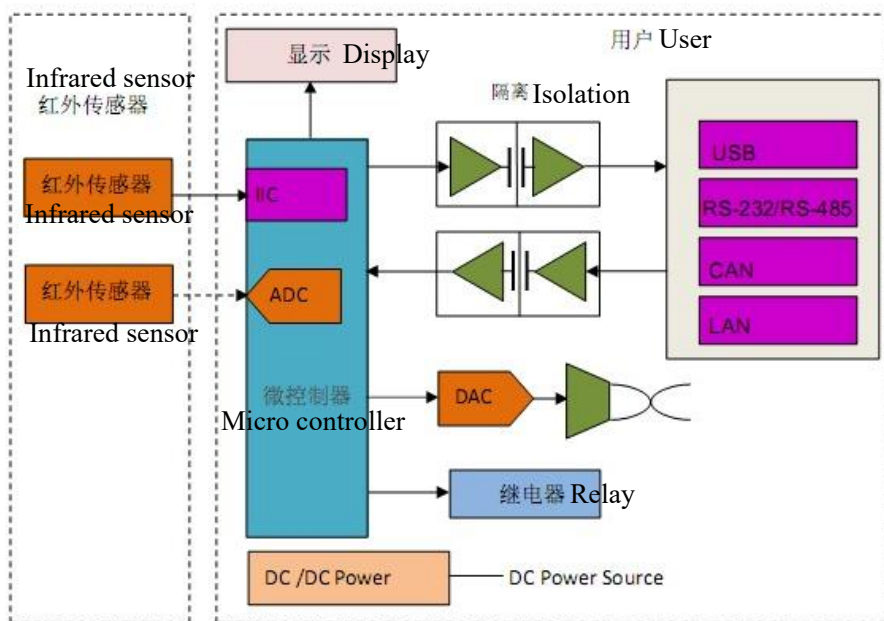 显示 Display
用户 User
Infrared sensor
红外传感器
隔离 Isolation
红外传感器
Infrared sensor
IIC
USB
RS-232/RS-485
CAN
LAN
红外传感器
Infrared sensor
ADC
微控制器
Micro controller
DAC
继电器 Relay
DC /DC Power
DC Power Source